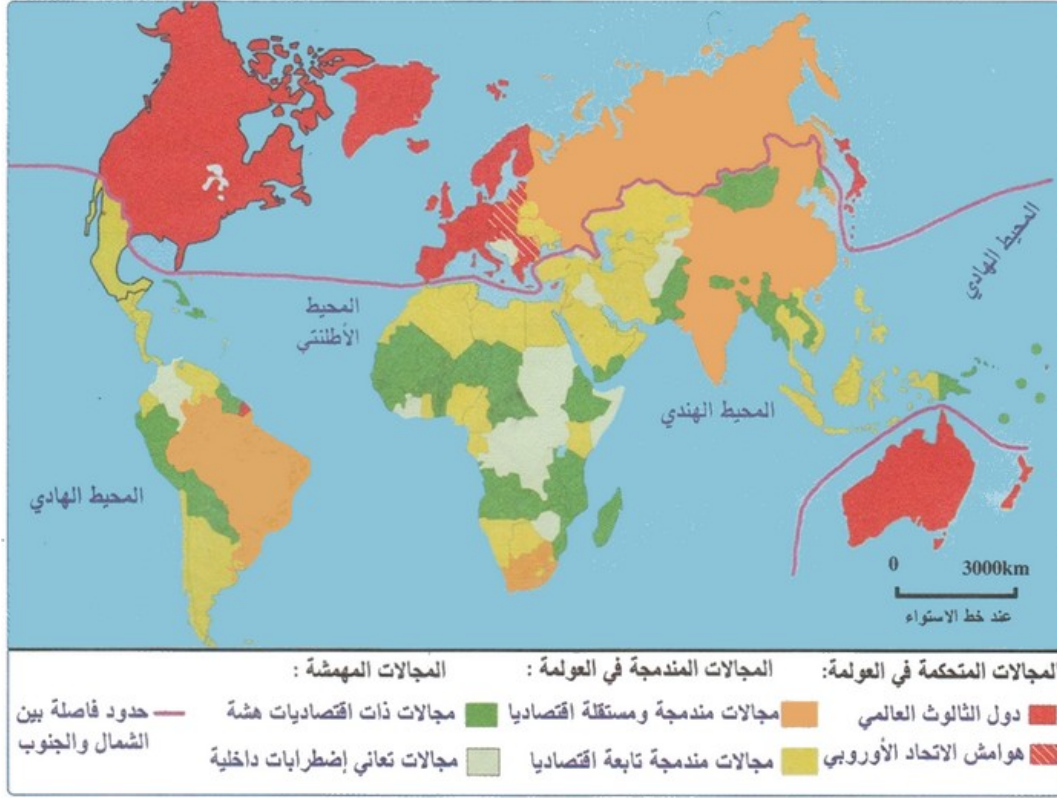 المحيط الهادي
المحيط
الأطلنتي
المحيط الهندي
المحيط الهادي
0 3000km
عند خط الاستواء
المجالات المتحكمة في العولمة:
دول الثالوث العالمي
هوامش الاتحاد الأوروبي
المجالات المندمجة في العولمة :
مجالات مندمجة ومستقلة اقتصاديا
مجالات مندمجة تابعة اقتصاديا
المجالات المهمشة :
مجالات ذات اقتصاديات هشة
مجالات تعاني إضطرابات داخلية
حدود فاصلة بين
الشمال والجنوب